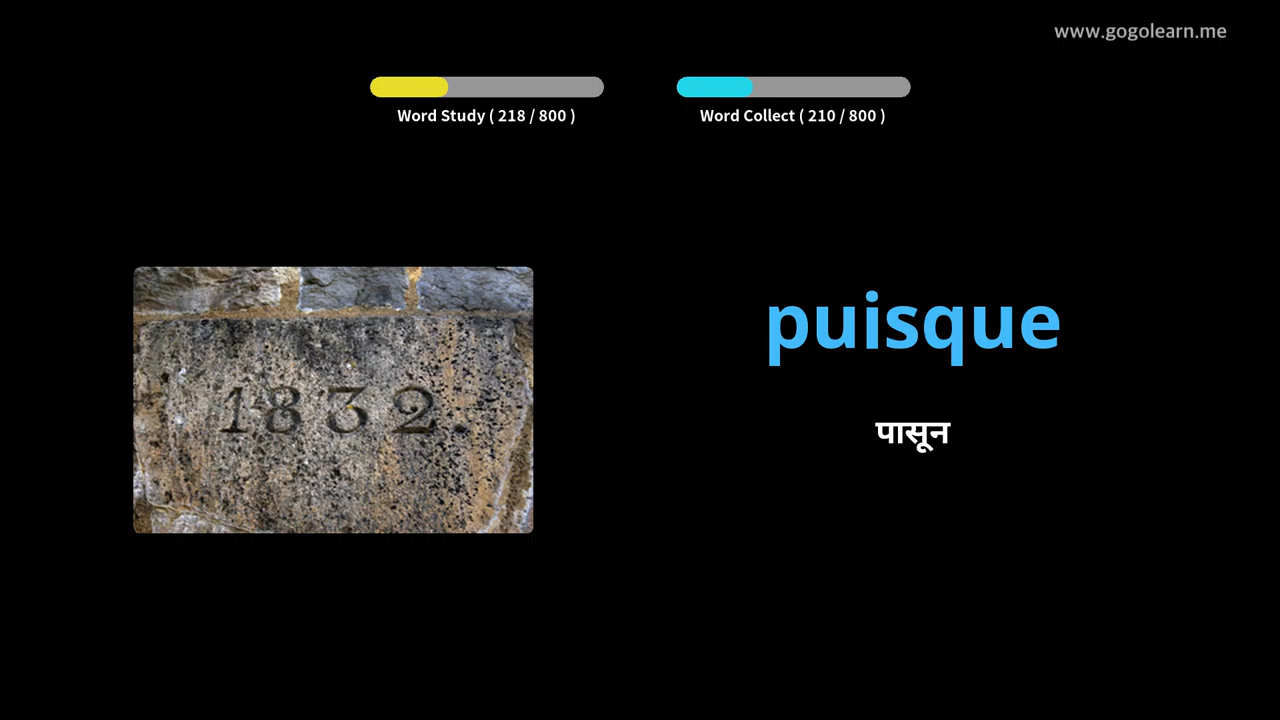 www.gogolearn.me
Word Study ( 218 / 800 )
Word Collect ( 210 / 800 )
1832.
puisque
पासून